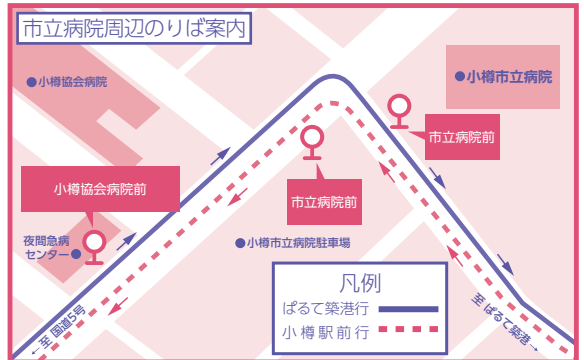 市立病院周辺のりば案内
●小樽協会病院
●小樽市立病院
市立病院前
小樽協会病院前
市立病院前
夜間急病
センター●
●小樽市立病院駐車場
凡例
ぱるて築港行
小樽駅前行
←至 国道5号
至 ぱるて築港→